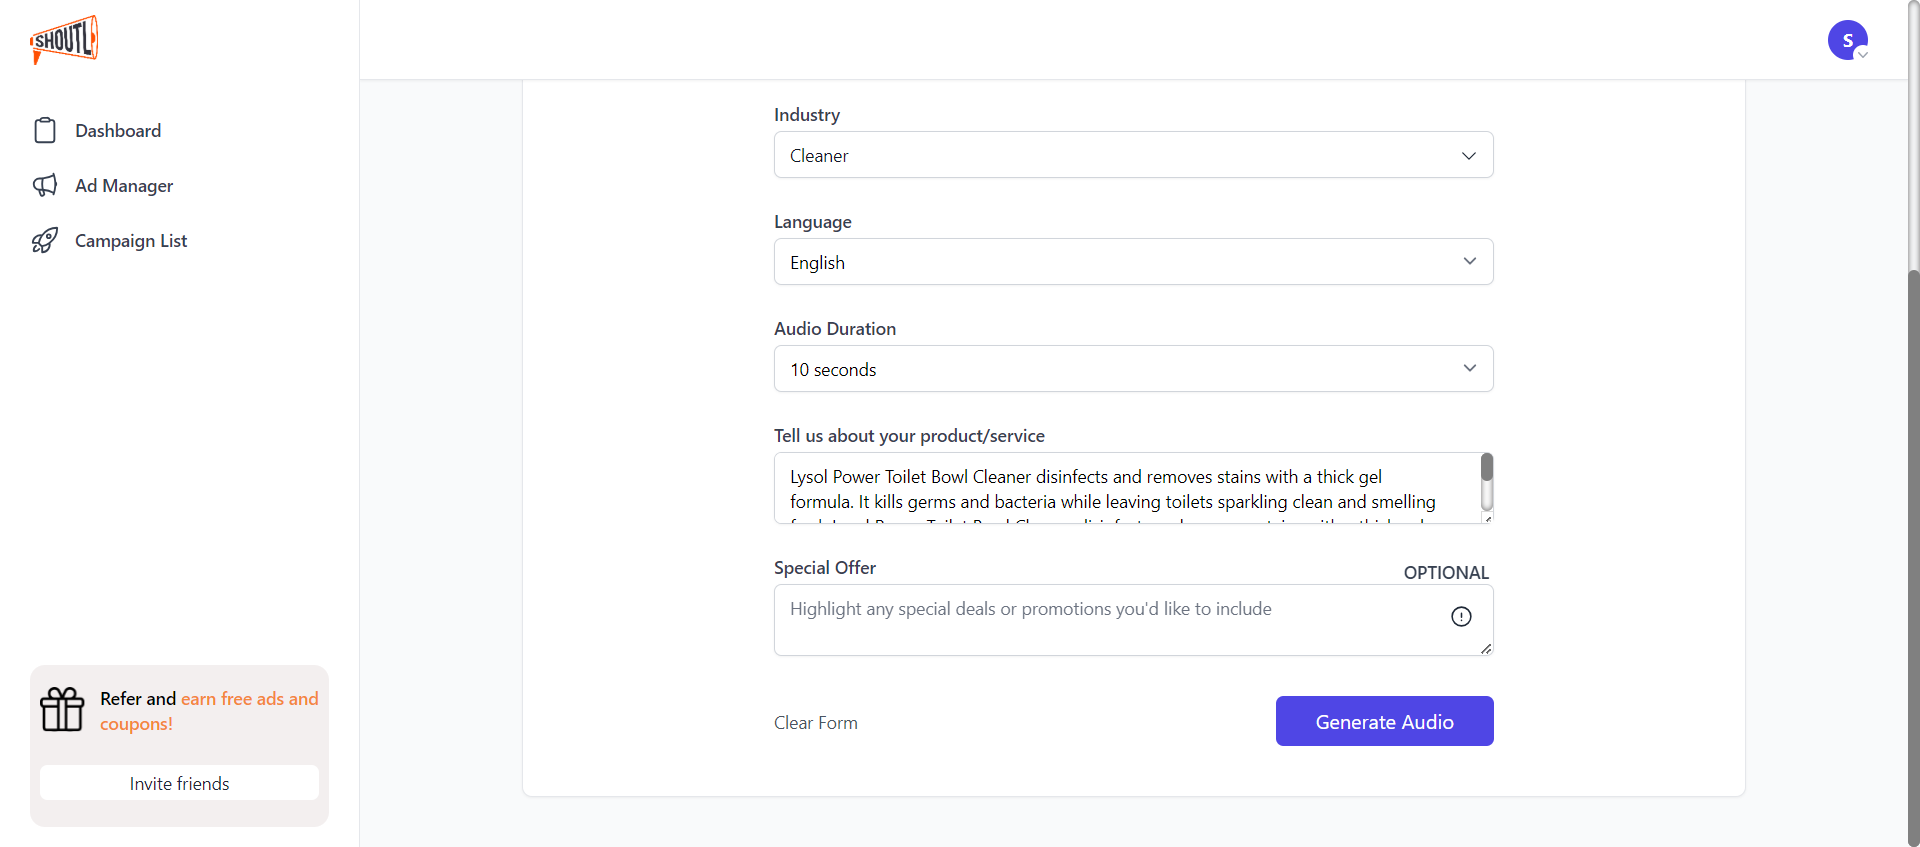 SHOUTL
S
Dashboard
Ad Manager
Campaign List
Industry
Cleaner
Language
English
Audio Duration
10 seconds
Tell us about your product/service
Lysol Power Toilet Bowl Cleaner disinfects and removes stains with a thick gel
formula. It kills germs and bacteria while leaving toilets sparkling clean and smelling
Special Offer
OPTIONAL
Highlight any special deals or promotions you'd like to include
Clear Form
Generate Audio
Refer and earn free ads and
coupons!
Invite friends